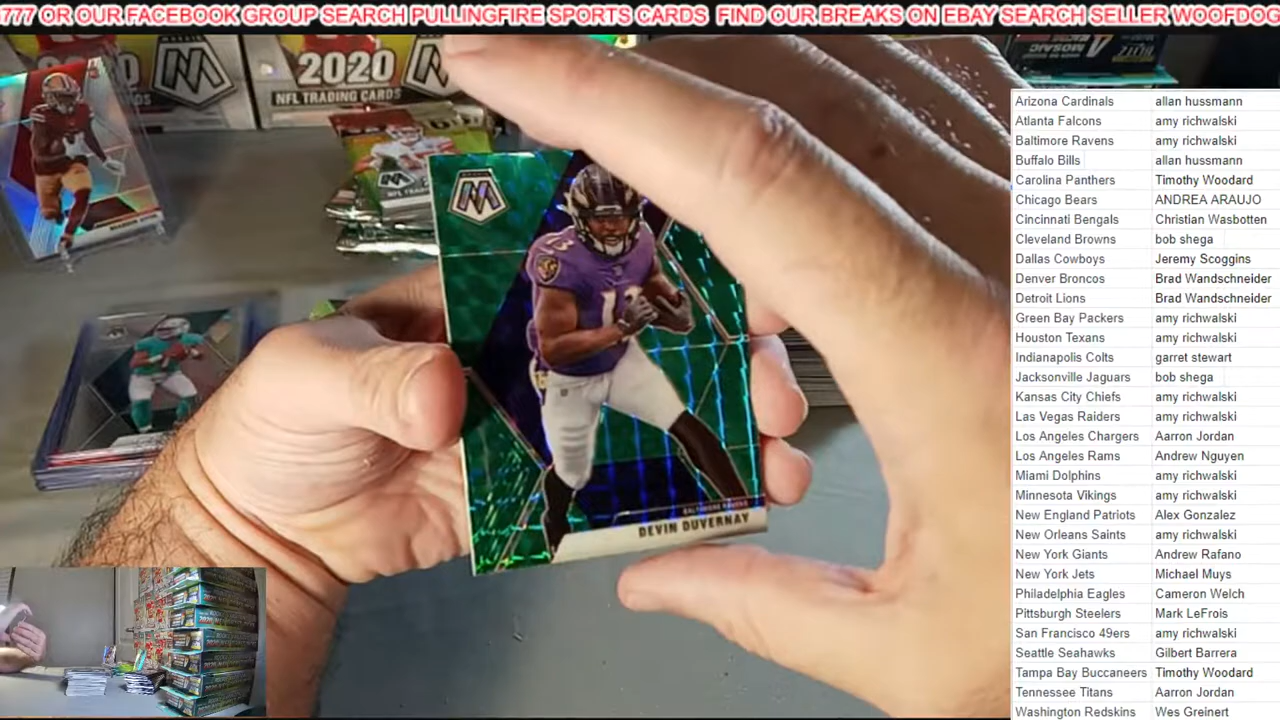 777 OR OUR FACEBOOK GROUP SEARCH PULLINGFIRE SPORTS CARDS FIND OUR BREAKS ON EBAY SEARCH SELLER WOOFDOG
2020
NFL TRADING CARDS
MOSAIC
M
13
BALTIMORE RAVENS
DEVIN DUVERNAY
Arizona Cardinals allan hussmann
Atlanta Falcons amy richwalski
Baltimore Ravens amy richwalski
Buffalo Bills allan hussmann
Carolina Panthers Timothy Woodard
Chicago Bears ANDREA ARAUJO
Cincinnati Bengals Christian Wasbotten
Cleveland Browns bob shega
Dallas Cowboys Jeremy Scoggins
Denver Broncos Brad Wandschneider
Detroit Lions Brad Wandschneider
Green Bay Packers amy richwalski
Houston Texans amy richwalski
Indianapolis Colts garret stewart
Jacksonville Jaguars bob shega
Kansas City Chiefs amy richwalski
Las Vegas Raiders amy richwalski
Los Angeles Chargers Aarron Jordan
Los Angeles Rams Andrew Nguyen
Miami Dolphins amy richwalski
Minnesota Vikings amy richwalski
New England Patriots Alex Gonzalez
New Orleans Saints amy richwalski
New York Giants Andrew Rafano
New York Jets Michael Muys
Philadelphia Eagles Cameron Welch
Pittsburgh Steelers Mark LeFrois
San Francisco 49ers amy richwalski
Seattle Seahawks Gilbert Barrera
Tampa Bay Buccaneers Timothy Woodard
Tennessee Titans Aarron Jordan
Washington Redskins Wes Greinert